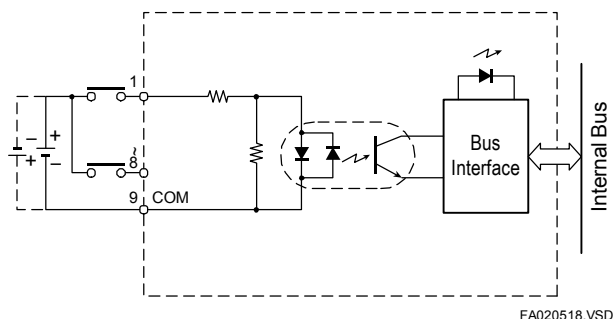 1
− + − +
~
8
9 COM
Bus
Interface
Internal Bus
FA020518.VSD